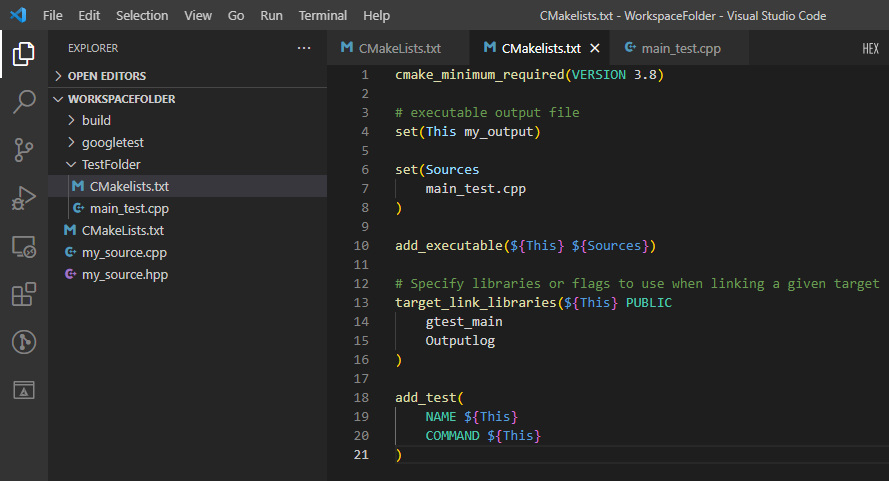 File Edit Selection View Go Run Terminal Help CMakelists.txt - WorkspaceFolder - Visual Studio Code
EXPLORER ···
OPEN EDITORS
WORKSPACEFOLDER
build
googletest
TestFolder
CMakelists.txt
main_test.cpp
CMakeLists.txt
my_source.cpp
my_source.hpp
CMakeLists.txt CMakelists.txt main_test.cpp HEX
1 cmake_minimum_required(VERSION 3.8)
2
3 # executable output file
4 set(This my_output)
5
6 set(Sources
7     main_test.cpp
8 )
9
10 add_executable(${This} ${Sources})
11
12 # Specify libraries or flags to use when linking a given target
13 target_link_libraries(${This} PUBLIC
14     gtest_main
15     Outputlog
16 )
17
18 add_test(
19     NAME ${This}
20     COMMAND ${This}
21 )